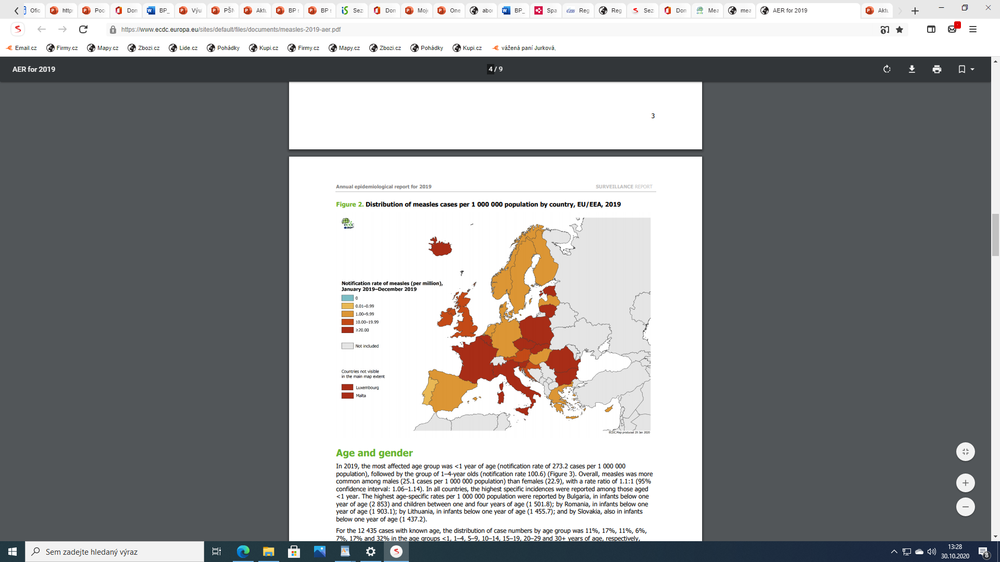 Ofic
http
Poc
Don
BP_
Výul
PŠN
Aktu
BP s
BP s
Sez
Don
Moje
One
abou
BP_
Spa
ÚZIS
Reg
Reg
Sez
Don
Mea
mea
AER for 2019
Aktu
https://www.ecdc.europa.eu/sites/default/files/documents/measles-2019-aer.pdf
Email.cz
Firmy.cz
Mapy.cz
Zbozi.cz
Lide.cz
Pohádky
Kupi.cz
Firmy.cz
Mapy.cz
Zbozi.cz
Pohádky
Kupi.cz
vážená paní Jurková,
AER for 2019
4 / 9
3
Annual epidemiological report for 2019
SURVEILLANCE REPORT
Figure 2. Distribution of measles cases per 1 000 000 population by country, EU/EEA, 2019
ecdc
Notification rate of measles (per million),
January 2019–December 2019
0
0.01–0.99
1.00–9.99
10.00–19.99
≥20.00
Not included
Countries not visible
in the main map extent
Luxembourg
Malta
ECDC.Map produced 29 Jan 2020
Age and gender
In 2019, the most affected age group was <1 year of age (notification rate of 273.2 cases per 1 000 000
population), followed by the group of 1–4-year olds (notification rate 100.6) (Figure 3). Overall, measles was more
common among males (25.1 cases per 1 000 000 population) than females (22.9), with a rate ratio of 1.1:1 (95%
confidence interval: 1.06–1.14). In all countries, the highest specific incidences were reported among those aged
<1 year. The highest age-specific rates per 1 000 000 population were reported by Bulgaria, in infants below one
year of age (2 853) and children between one and four years of age (1 501.8); by Romania, in infants below one
year of age (1 903.1); by Lithuania, in infants below one year of age (1 455.7); and by Slovakia, also in infants
below one year of age (1 437.2).
For the 12 435 cases with known age, the distribution of case numbers by age group was 11%, 17%, 11%, 6%,
7%, 17% and 32% in the age groups <1, 1–4, 5–9, 10–14, 15–19, 20–29 and 30+ years of age, respectively,
Sem zadejte hledaný výraz
13:28
30.10.2020
8